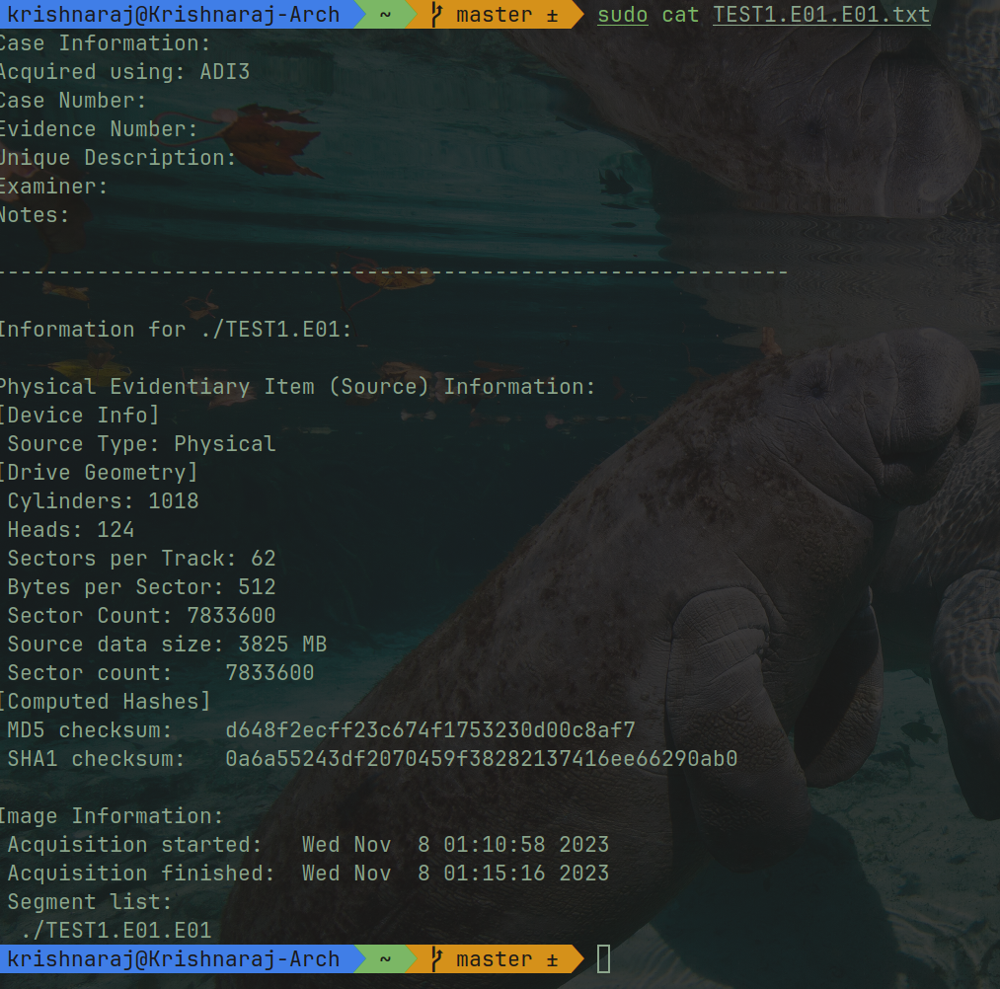 krishnaraj@Krishnaraj-Arch ~ master ± sudo cat TEST1.E01.E01.txt
Case Information:
Acquired using: ADI3
Case Number:
Evidence Number:
Unique Description:
Examiner:
Notes:
--------------------------------------------------------------
Information for ./TEST1.E01:
Physical Evidentiary Item (Source) Information:
[Device Info]
Source Type: Physical
[Drive Geometry]
Cylinders: 1018
Heads: 124
Sectors per Track: 62
Bytes per Sector: 512
Sector Count: 7833600
Source data size: 3825 MB
Sector count:    7833600
[Computed Hashes]
MD5 checksum:    d648f2ecff23c674f1753230d00c8af7
SHA1 checksum:   0a6a55243df2070459f38282137416ee66290ab0
Image Information:
Acquisition started:   Wed Nov  8 01:10:58 2023
Acquisition finished:  Wed Nov  8 01:15:16 2023
Segment list:
./TEST1.E01.E01
krishnaraj@Krishnaraj-Arch ~ master ±